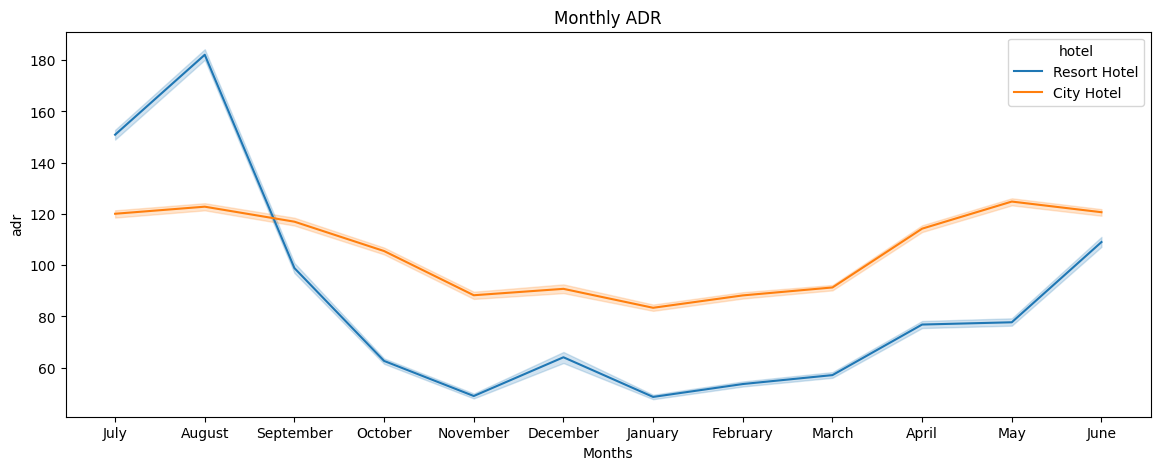 Monthly ADR
hotel
Resort Hotel
City Hotel
180
160
140
120
100
80
60
adr
July August September October November December January February March April May June
Months